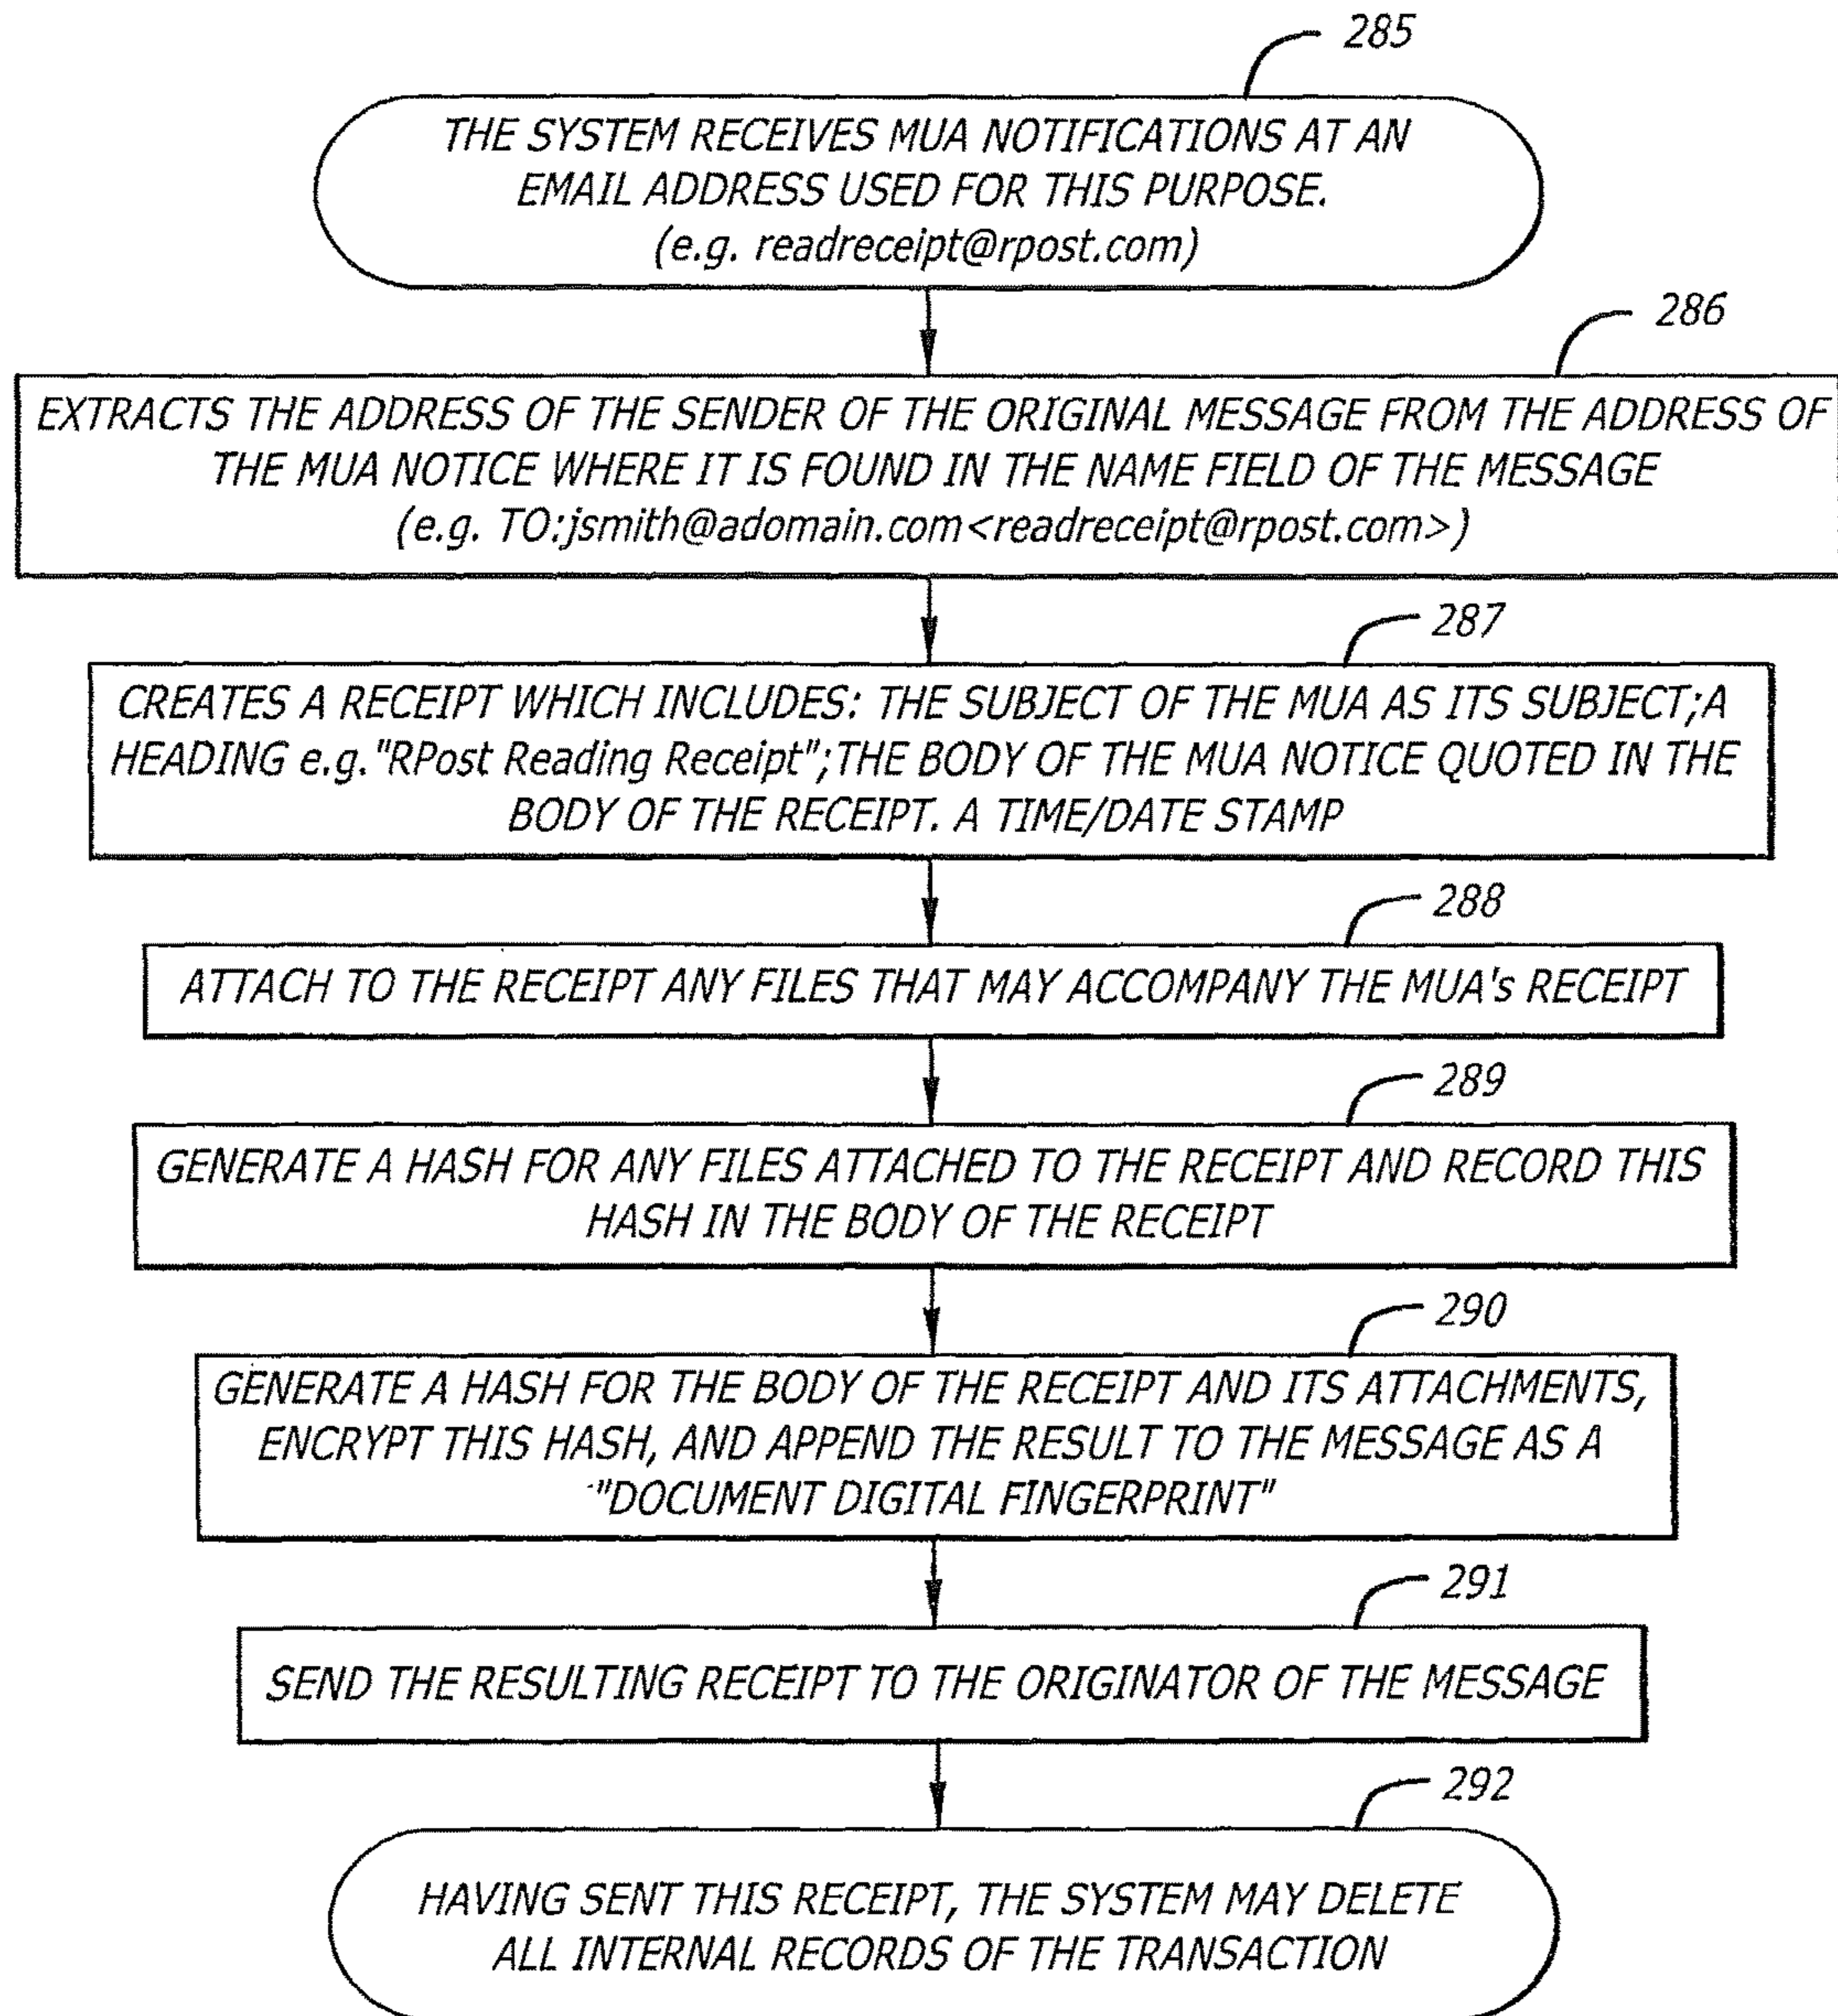 285
THE SYSTEM RECEIVES MUA NOTIFICATIONS AT AN
EMAIL ADDRESS USED FOR THIS PURPOSE.
(e.g. readreceipt@rpost.com)
286
EXTRACTS THE ADDRESS OF THE SENDER OF THE ORIGINAL MESSAGE FROM THE ADDRESS OF
THE MUA NOTICE WHERE IT IS FOUND IN THE NAME FIELD OF THE MESSAGE
(e.g. TO:jsmith@adomain.com<readreceipt@rpost.com>)
287
CREATES A RECEIPT WHICH INCLUDES: THE SUBJECT OF THE MUA AS ITS SUBJECT;A
HEADING e.g."RPost Reading Receipt";THE BODY OF THE MUA NOTICE QUOTED IN THE
BODY OF THE RECEIPT. A TIME/DATE STAMP
288
ATTACH TO THE RECEIPT ANY FILES THAT MAY ACCOMPANY THE MUA's RECEIPT
289
GENERATE A HASH FOR ANY FILES ATTACHED TO THE RECEIPT AND RECORD THIS
HASH IN THE BODY OF THE RECEIPT
290
GENERATE A HASH FOR THE BODY OF THE RECEIPT AND ITS ATTACHMENTS,
ENCRYPT THIS HASH, AND APPEND THE RESULT TO THE MESSAGE AS A
"DOCUMENT DIGITAL FINGERPRINT"
291
SEND THE RESULTING RECEIPT TO THE ORIGINATOR OF THE MESSAGE
292
HAVING SENT THIS RECEIPT, THE SYSTEM MAY DELETE
ALL INTERNAL RECORDS OF THE TRANSACTION